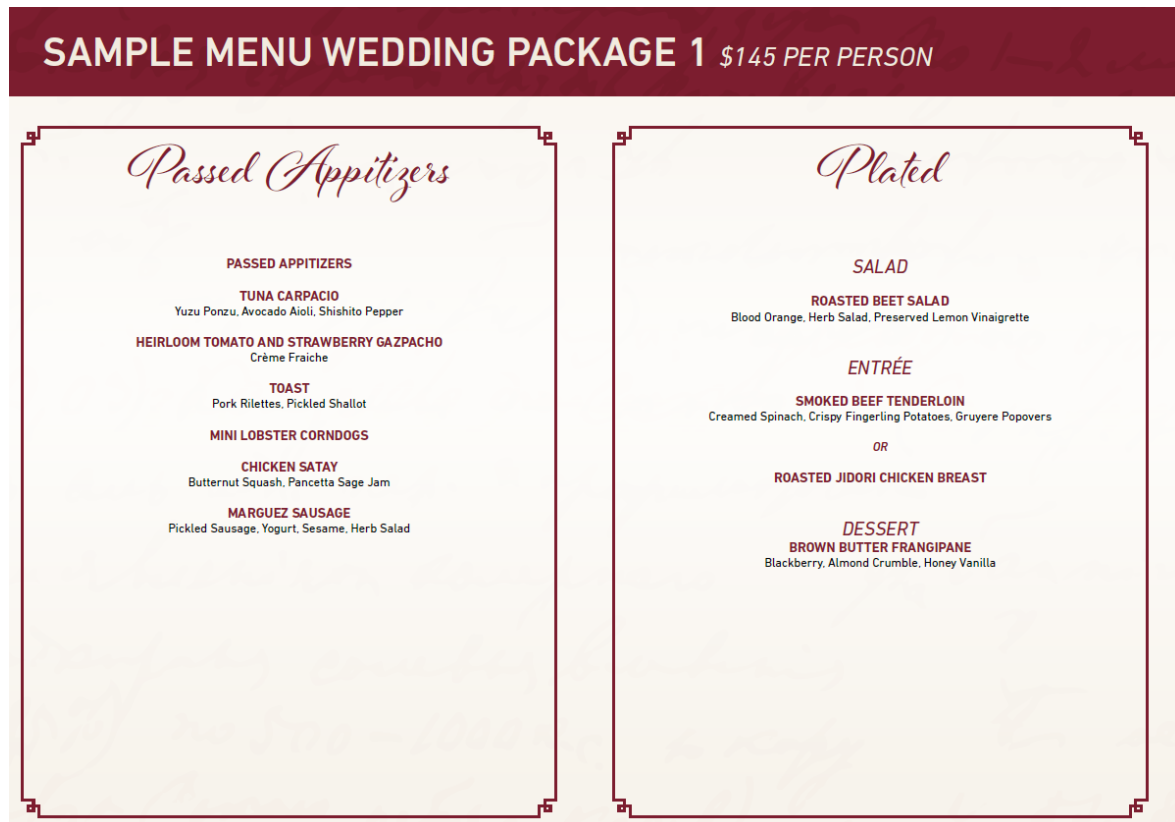 SAMPLE MENU WEDDING PACKAGE 1 $145 PER PERSON
Passed Appitizers
PASSED APPITIZERS
TUNA CARPACIO
Yuzu Ponzu, Avocado Aioli, Shishito Pepper
HEIRLOOM TOMATO AND STRAWBERRY GAZPACHO
Crème Fraiche
TOAST
Pork Rilettes, Pickled Shallot
MINI LOBSTER CORNDOGS
CHICKEN SATAY
Butternut Squash, Pancetta Sage Jam
MARGUEZ SAUSAGE
Pickled Sausage, Yogurt, Sesame, Herb Salad
Plated
SALAD
ROASTED BEET SALAD
Blood Orange, Herb Salad, Preserved Lemon Vinaigrette
ENTRÉE
SMOKED BEEF TENDERLOIN
Creamed Spinach, Crispy Fingerling Potatoes, Gruyere Popovers
OR
ROASTED JIDORI CHICKEN BREAST
DESSERT
BROWN BUTTER FRANGIPANE
Blackberry, Almond Crumble, Honey Vanilla